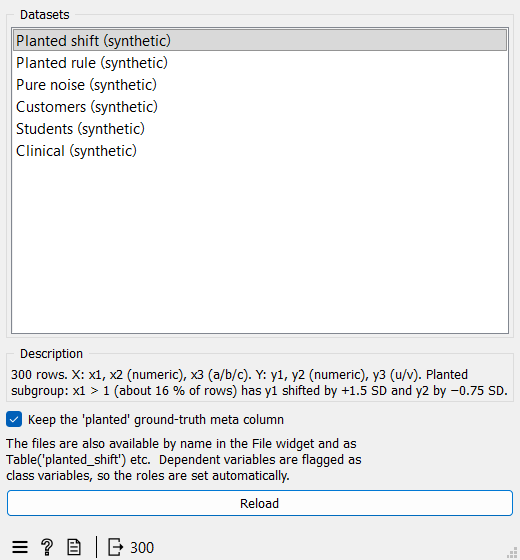 Datasets
Planted shift (synthetic)
Planted rule (synthetic)
Pure noise (synthetic)
Customers (synthetic)
Students (synthetic)
Clinical (synthetic)
Description
300 rows. X: x1, x2 (numeric), x3 (a/b/c). Y: y1, y2 (numeric), y3 (u/v). Planted
subgroup: x1 > 1 (about 16 % of rows) has y1 shifted by +1.5 SD and y2 by −0.75 SD.
Keep the 'planted' ground-truth meta column
The files are also available by name in the File widget and as
Table('planted_shift') etc.  Dependent variables are flagged as
class variables, so the roles are set automatically.
Reload
300